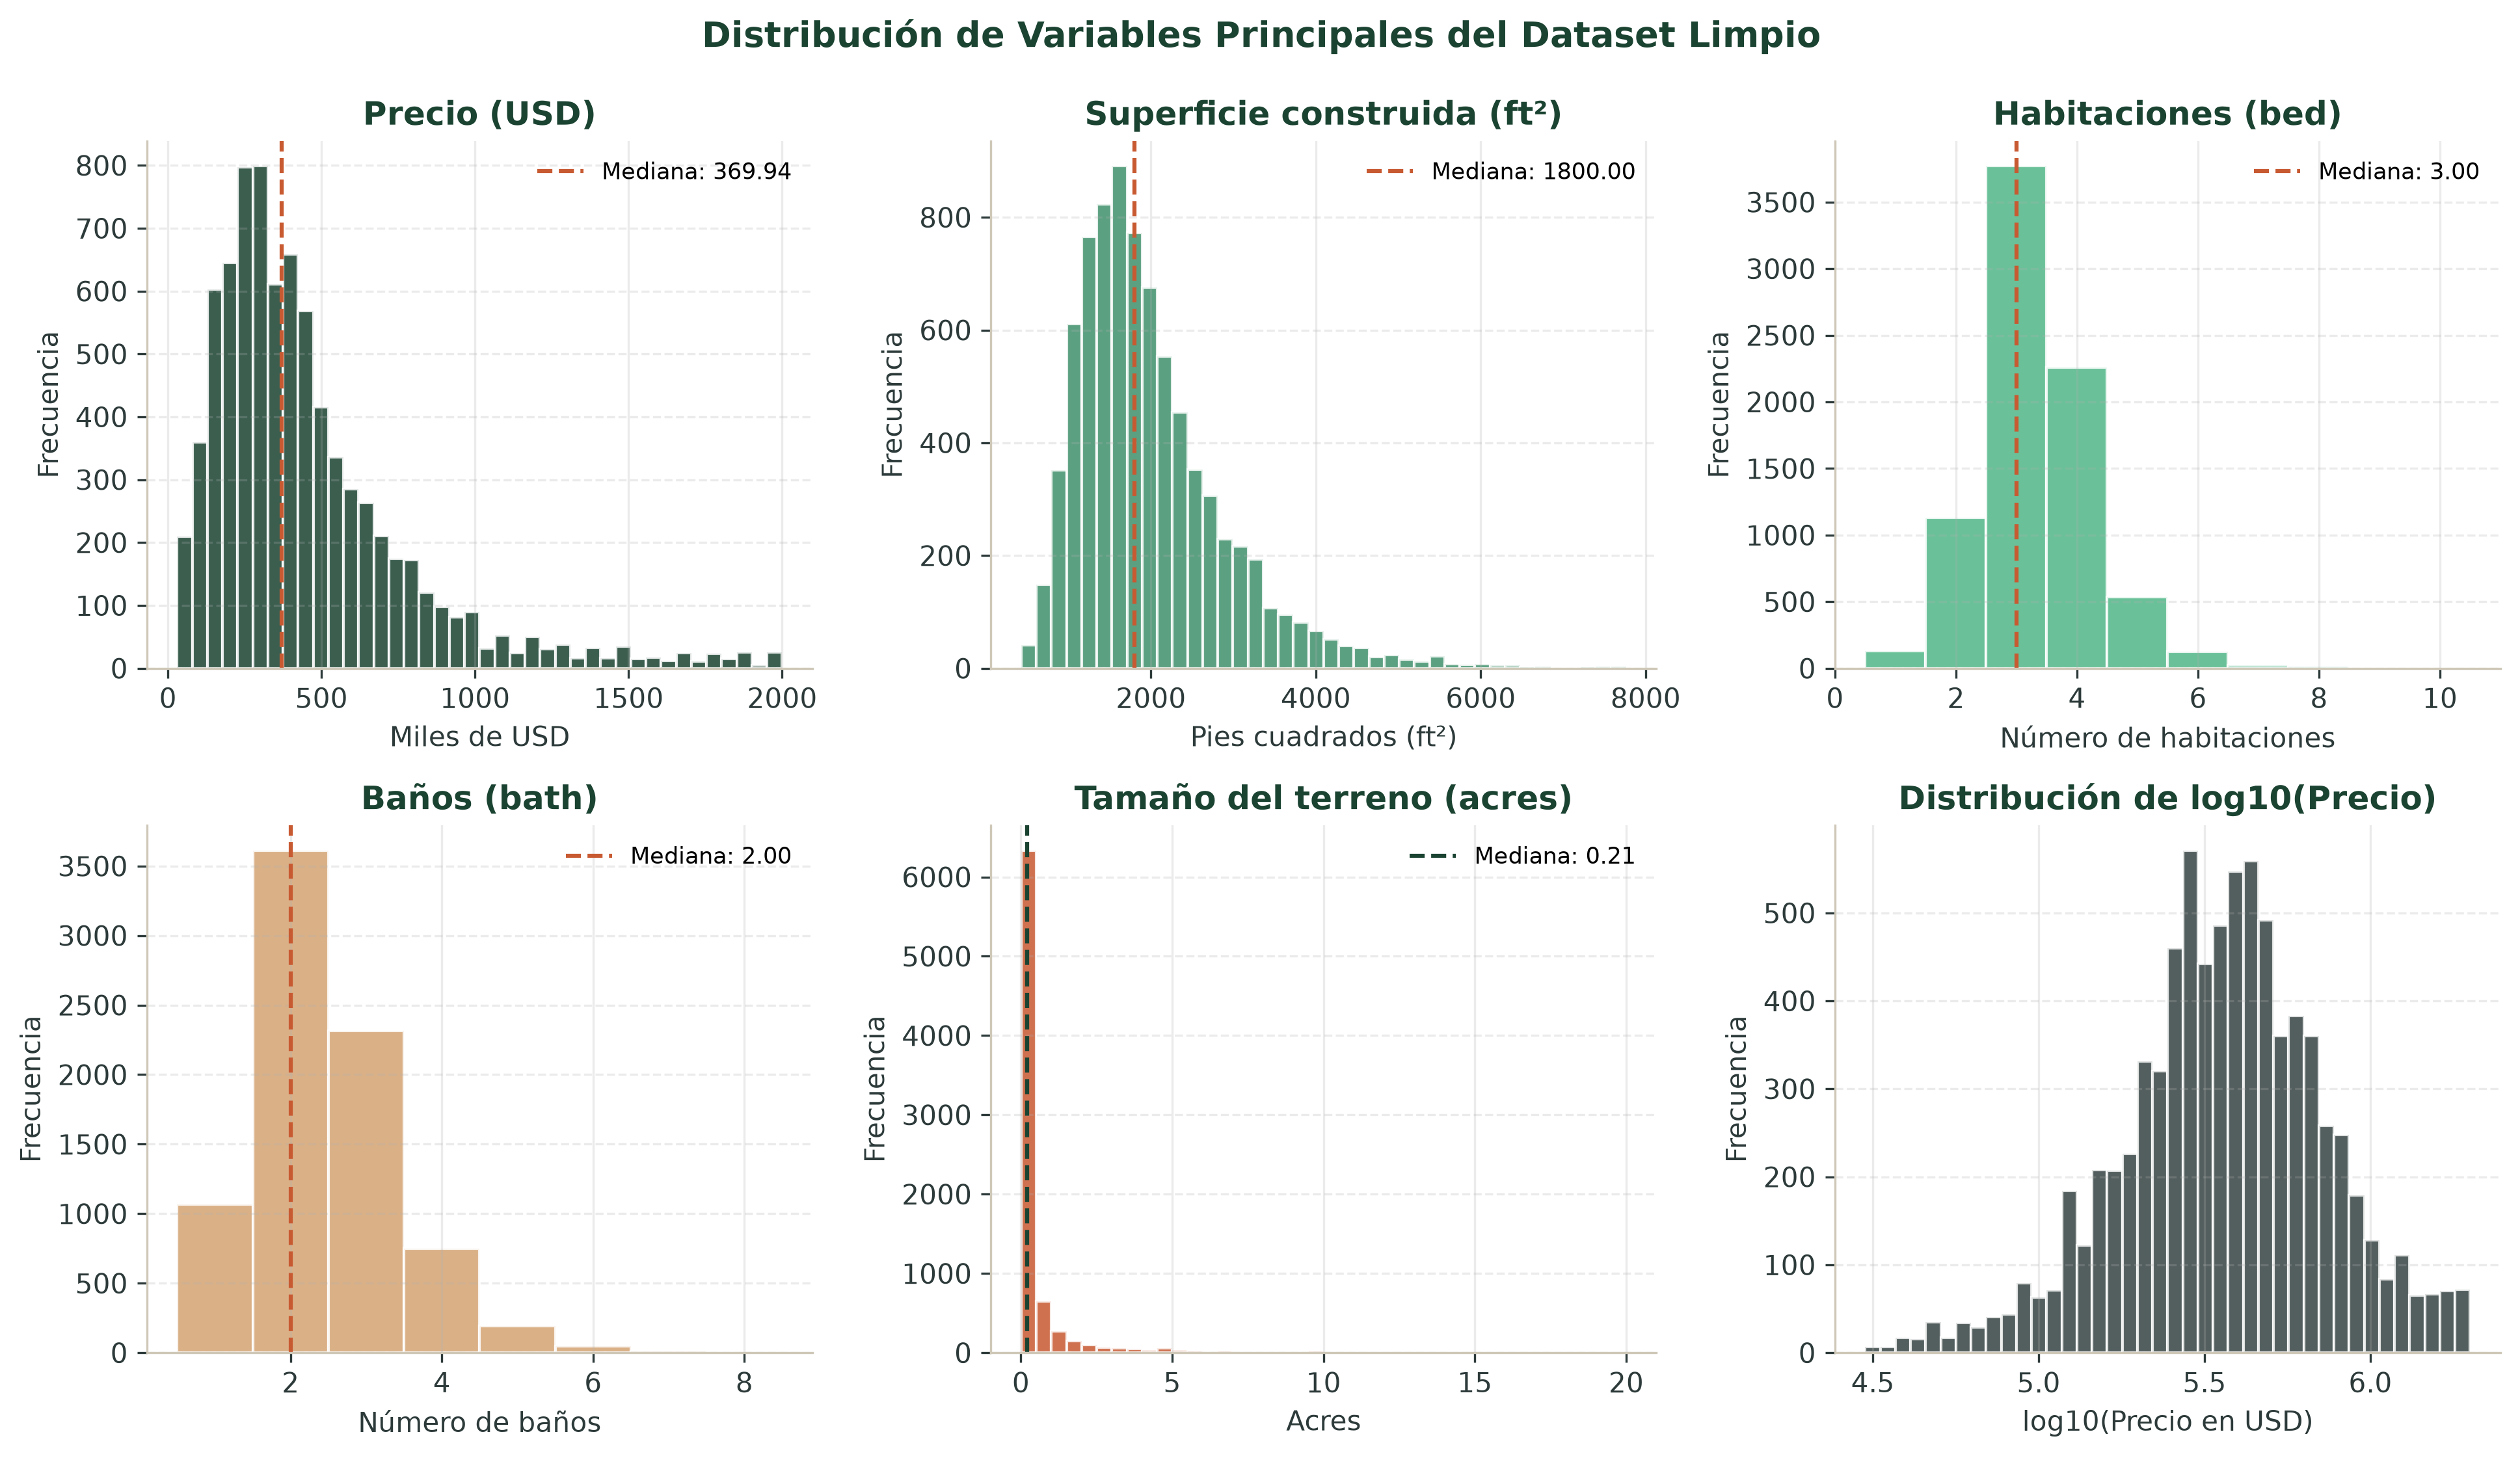 Distribución de Variables Principales del Dataset Limpio
Precio (USD)
Mediana: 369.94
Frecuencia
800
700
600
500
400
300
200
100
0
0 500 1000 1500 2000
Miles de USD
Superficie construida (ft²)
Mediana: 1800.00
Frecuencia
800
600
400
200
0
2000 4000 6000 8000
Pies cuadrados (ft²)
Habitaciones (bed)
Mediana: 3.00
Frecuencia
3500
3000
2500
2000
1500
1000
500
0
0 2 4 6 8 10
Número de habitaciones
Baños (bath)
Mediana: 2.00
Frecuencia
3500
3000
2500
2000
1500
1000
500
0
2 4 6 8
Número de baños
Tamaño del terreno (acres)
Mediana: 0.21
Frecuencia
6000
5000
4000
3000
2000
1000
0
0 5 10 15 20
Acres
Distribución de log10(Precio)
Frecuencia
500
400
300
200
100
0
4.5 5.0 5.5 6.0
log10(Precio en USD)